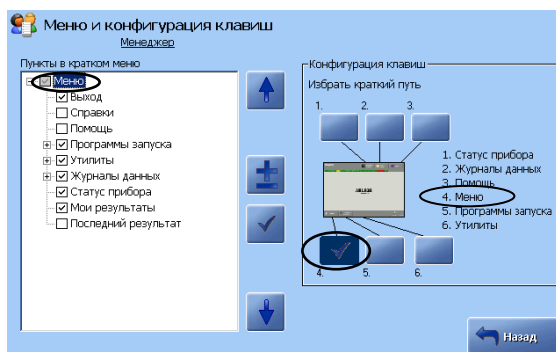 Меню и конфигурация клавиш
Менеджер
Пункты в кратком меню
Меню
Выход
Справки
Помощь
Программы запуска
Утилиты
Журналы данных
Статус прибора
Мои результаты
Последний результат
Конфигурация клавиш
Избрать краткий путь
1. 2. 3.
1. Статус прибора
2. Журналы данных
3. Помощь
4. Меню
5. Программы запуска
6. Утилиты
4. 5. 6.
Назад